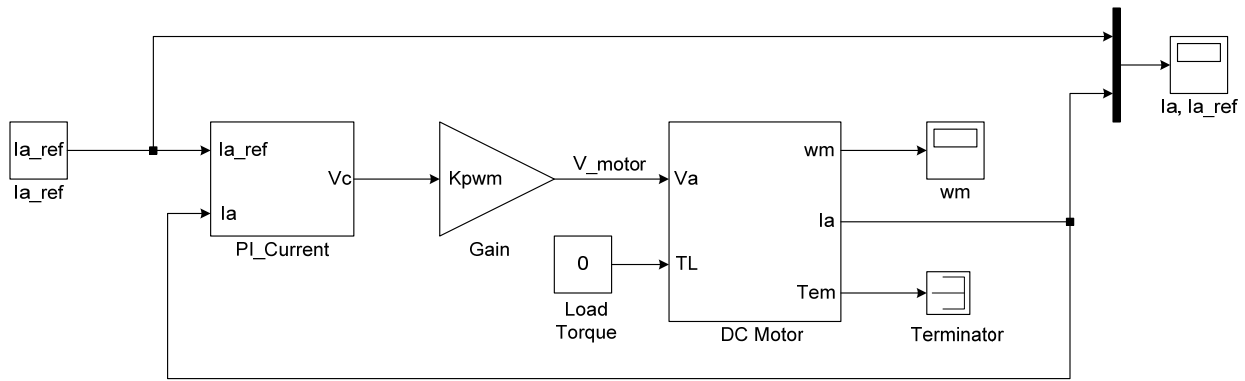 Ia_ref
Ia_ref
Ia_ref
Ia
Vc
PI_Current
Kpwm
Gain
V_motor
0
Load
Torque
Va
TL
wm
Ia
Tem
DC Motor
wm
Terminator
Ia, Ia_ref